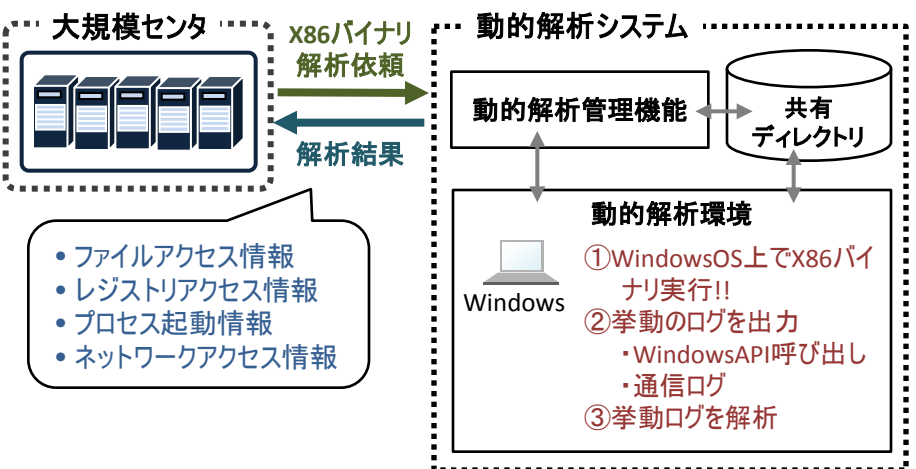 大規模センタ
X86バイナリ
解析依頼
解析結果
• ファイルアクセス情報
• レジストリアクセス情報
• プロセス起動情報
• ネットワークアクセス情報
動的解析システム
動的解析管理機能
共有
ディレクトリ
動的解析環境
Windows
①WindowsOS上でX86バイ
ナリ実行!!
②挙動のログを出力
・WindowsAPI呼び出し
・通信ログ
③挙動ログを解析